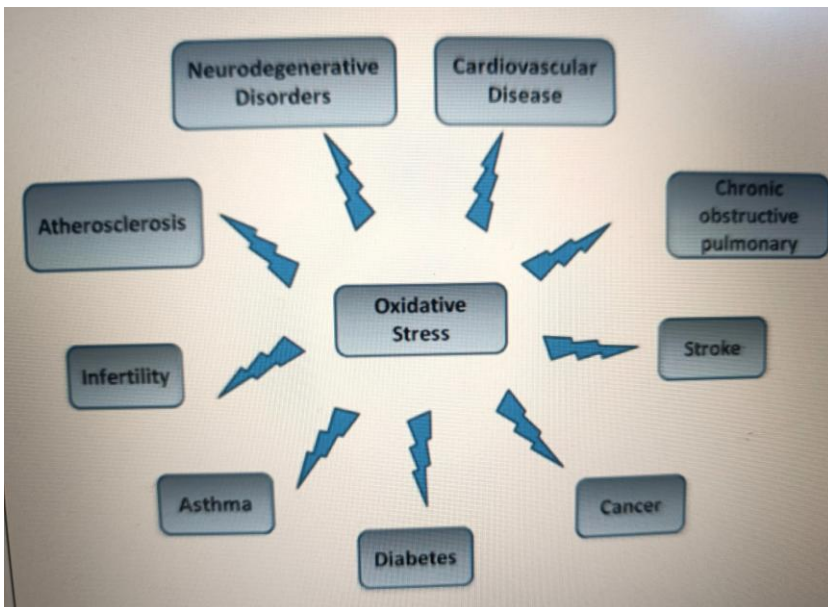 Neurodegenerative
Disorders
Cardiovascular
Disease
Atherosclerosis
Chronic
obstructive
pulmonary
Oxidative
Stress
Infertility
Stroke
Asthma
Cancer
Diabetes